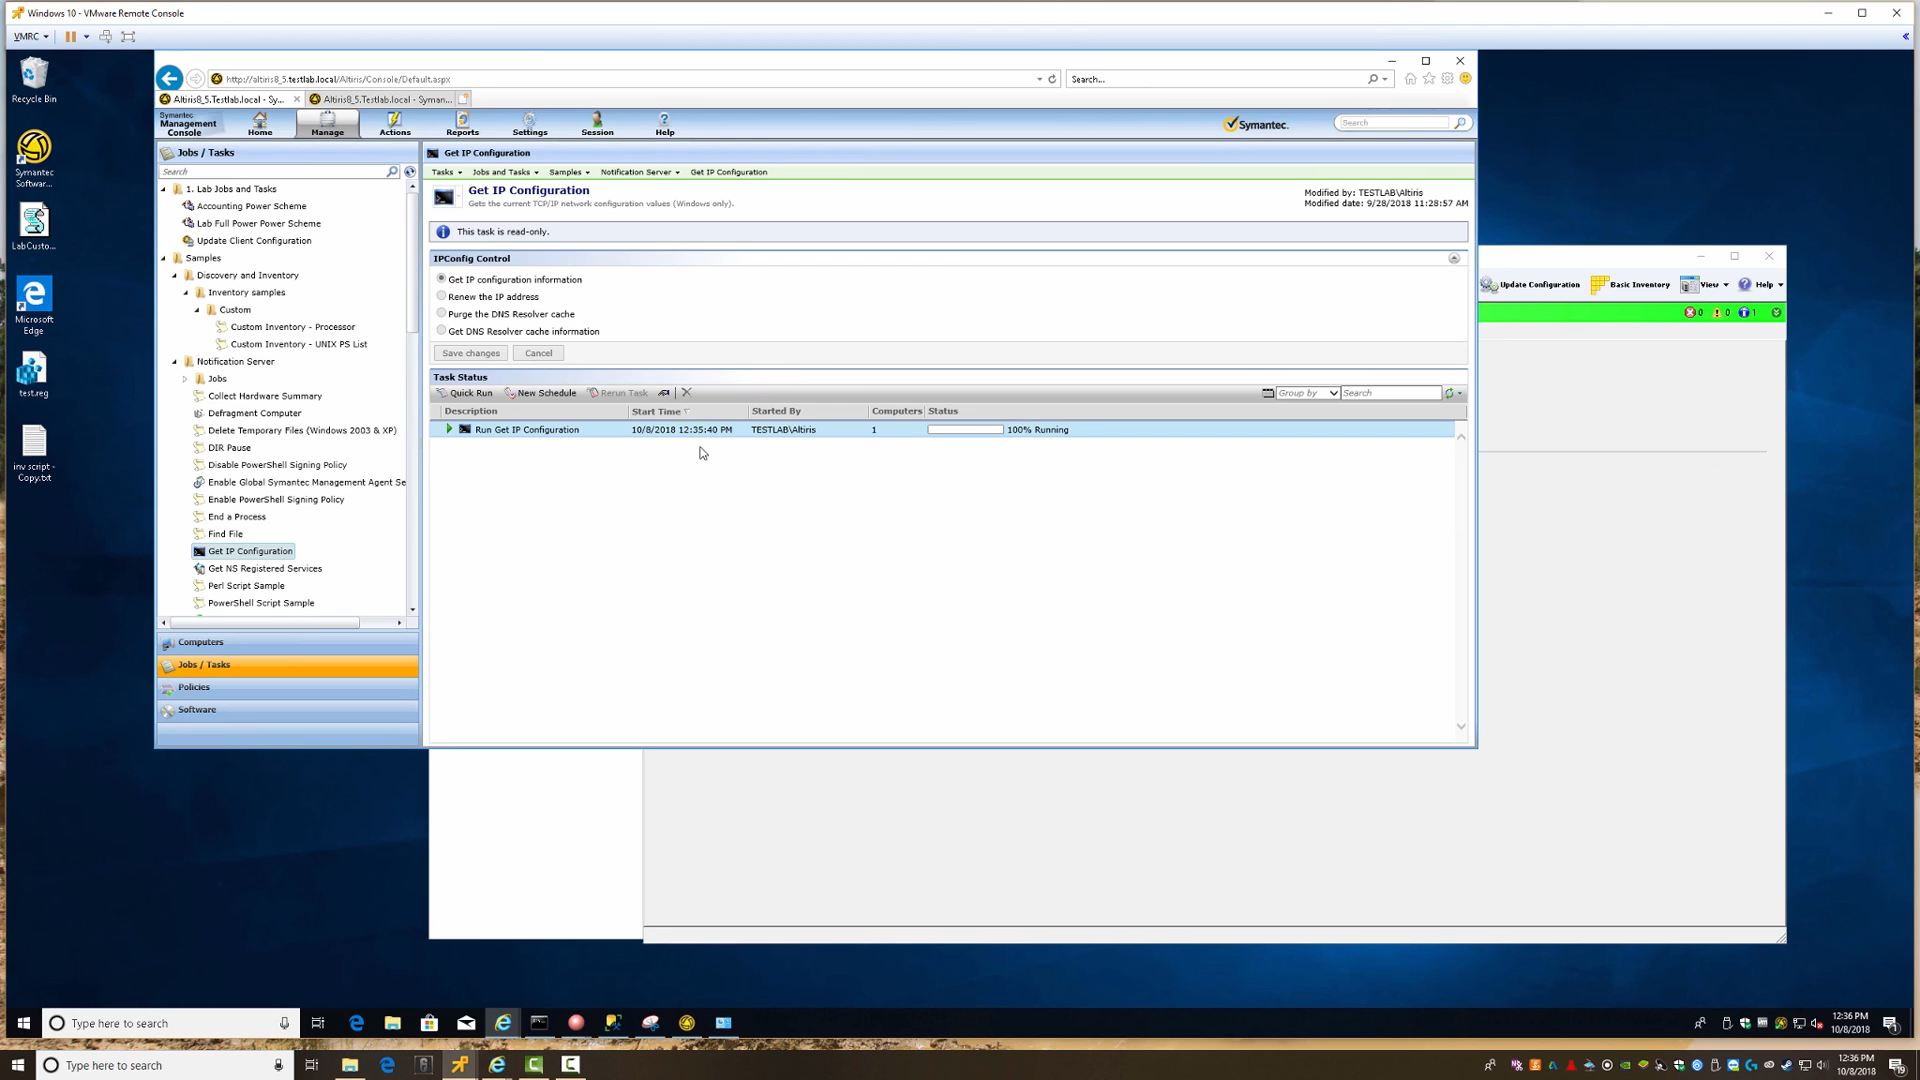 Windows 10 - VMware Remote Console
VMRC
Recycle Bin
Symantec
Softwar...
LabCusto...
Microsoft
Edge
test.reg
inv script -
Copy.txt
http://altiris8_5.testlab.local/Altiris/Console/Default.aspx
Search...
Altiris8_5.Testlab.local - Sy...
Altiris8_5.Testlab.local - Syman...
Symantec
Management
Console
Home
Manage
Actions
Reports
Settings
Session
Help
Symantec.
Search
Jobs / Tasks
Search
1. Lab Jobs and Tasks
Accounting Power Scheme
Lab Full Power Power Scheme
Update Client Configuration
Samples
Discovery and Inventory
Inventory samples
Custom
Custom Inventory - Processor
Custom Inventory - UNIX PS List
Notification Server
Jobs
Collect Hardware Summary
Defragment Computer
Delete Temporary Files (Windows 2003 & XP)
DIR Pause
Disable PowerShell Signing Policy
Enable Global Symantec Management Agent Se
Enable PowerShell Signing Policy
End a Process
Find File
Get IP Configuration
Get NS Registered Services
Perl Script Sample
PowerShell Script Sample
Computers
Jobs / Tasks
Policies
Software
Get IP Configuration
Tasks
Jobs and Tasks
Samples
Notification Server
Get IP Configuration
Get IP Configuration
Gets the current TCP/IP network configuration values (Windows only).
Modified by: TESTLAB\Altiris
Modified date: 9/28/2018 11:28:57 AM
This task is read-only.
IPConfig Control
Get IP configuration information
Renew the IP address
Purge the DNS Resolver cache
Get DNS Resolver cache information
Save changes
Cancel
Task Status
Quick Run
New Schedule
Rerun Task
Group by
Search
Description
Start Time
Started By
Computers
Status
Run Get IP Configuration
10/8/2018 12:35:40 PM
TESTLAB\Altiris
1
100% Running
Update Configuration
Basic Inventory
View
Help
0
0
1
Type here to search
12:36 PM
10/8/2018
1
Type here to search
12:36 PM
10/8/2018
19